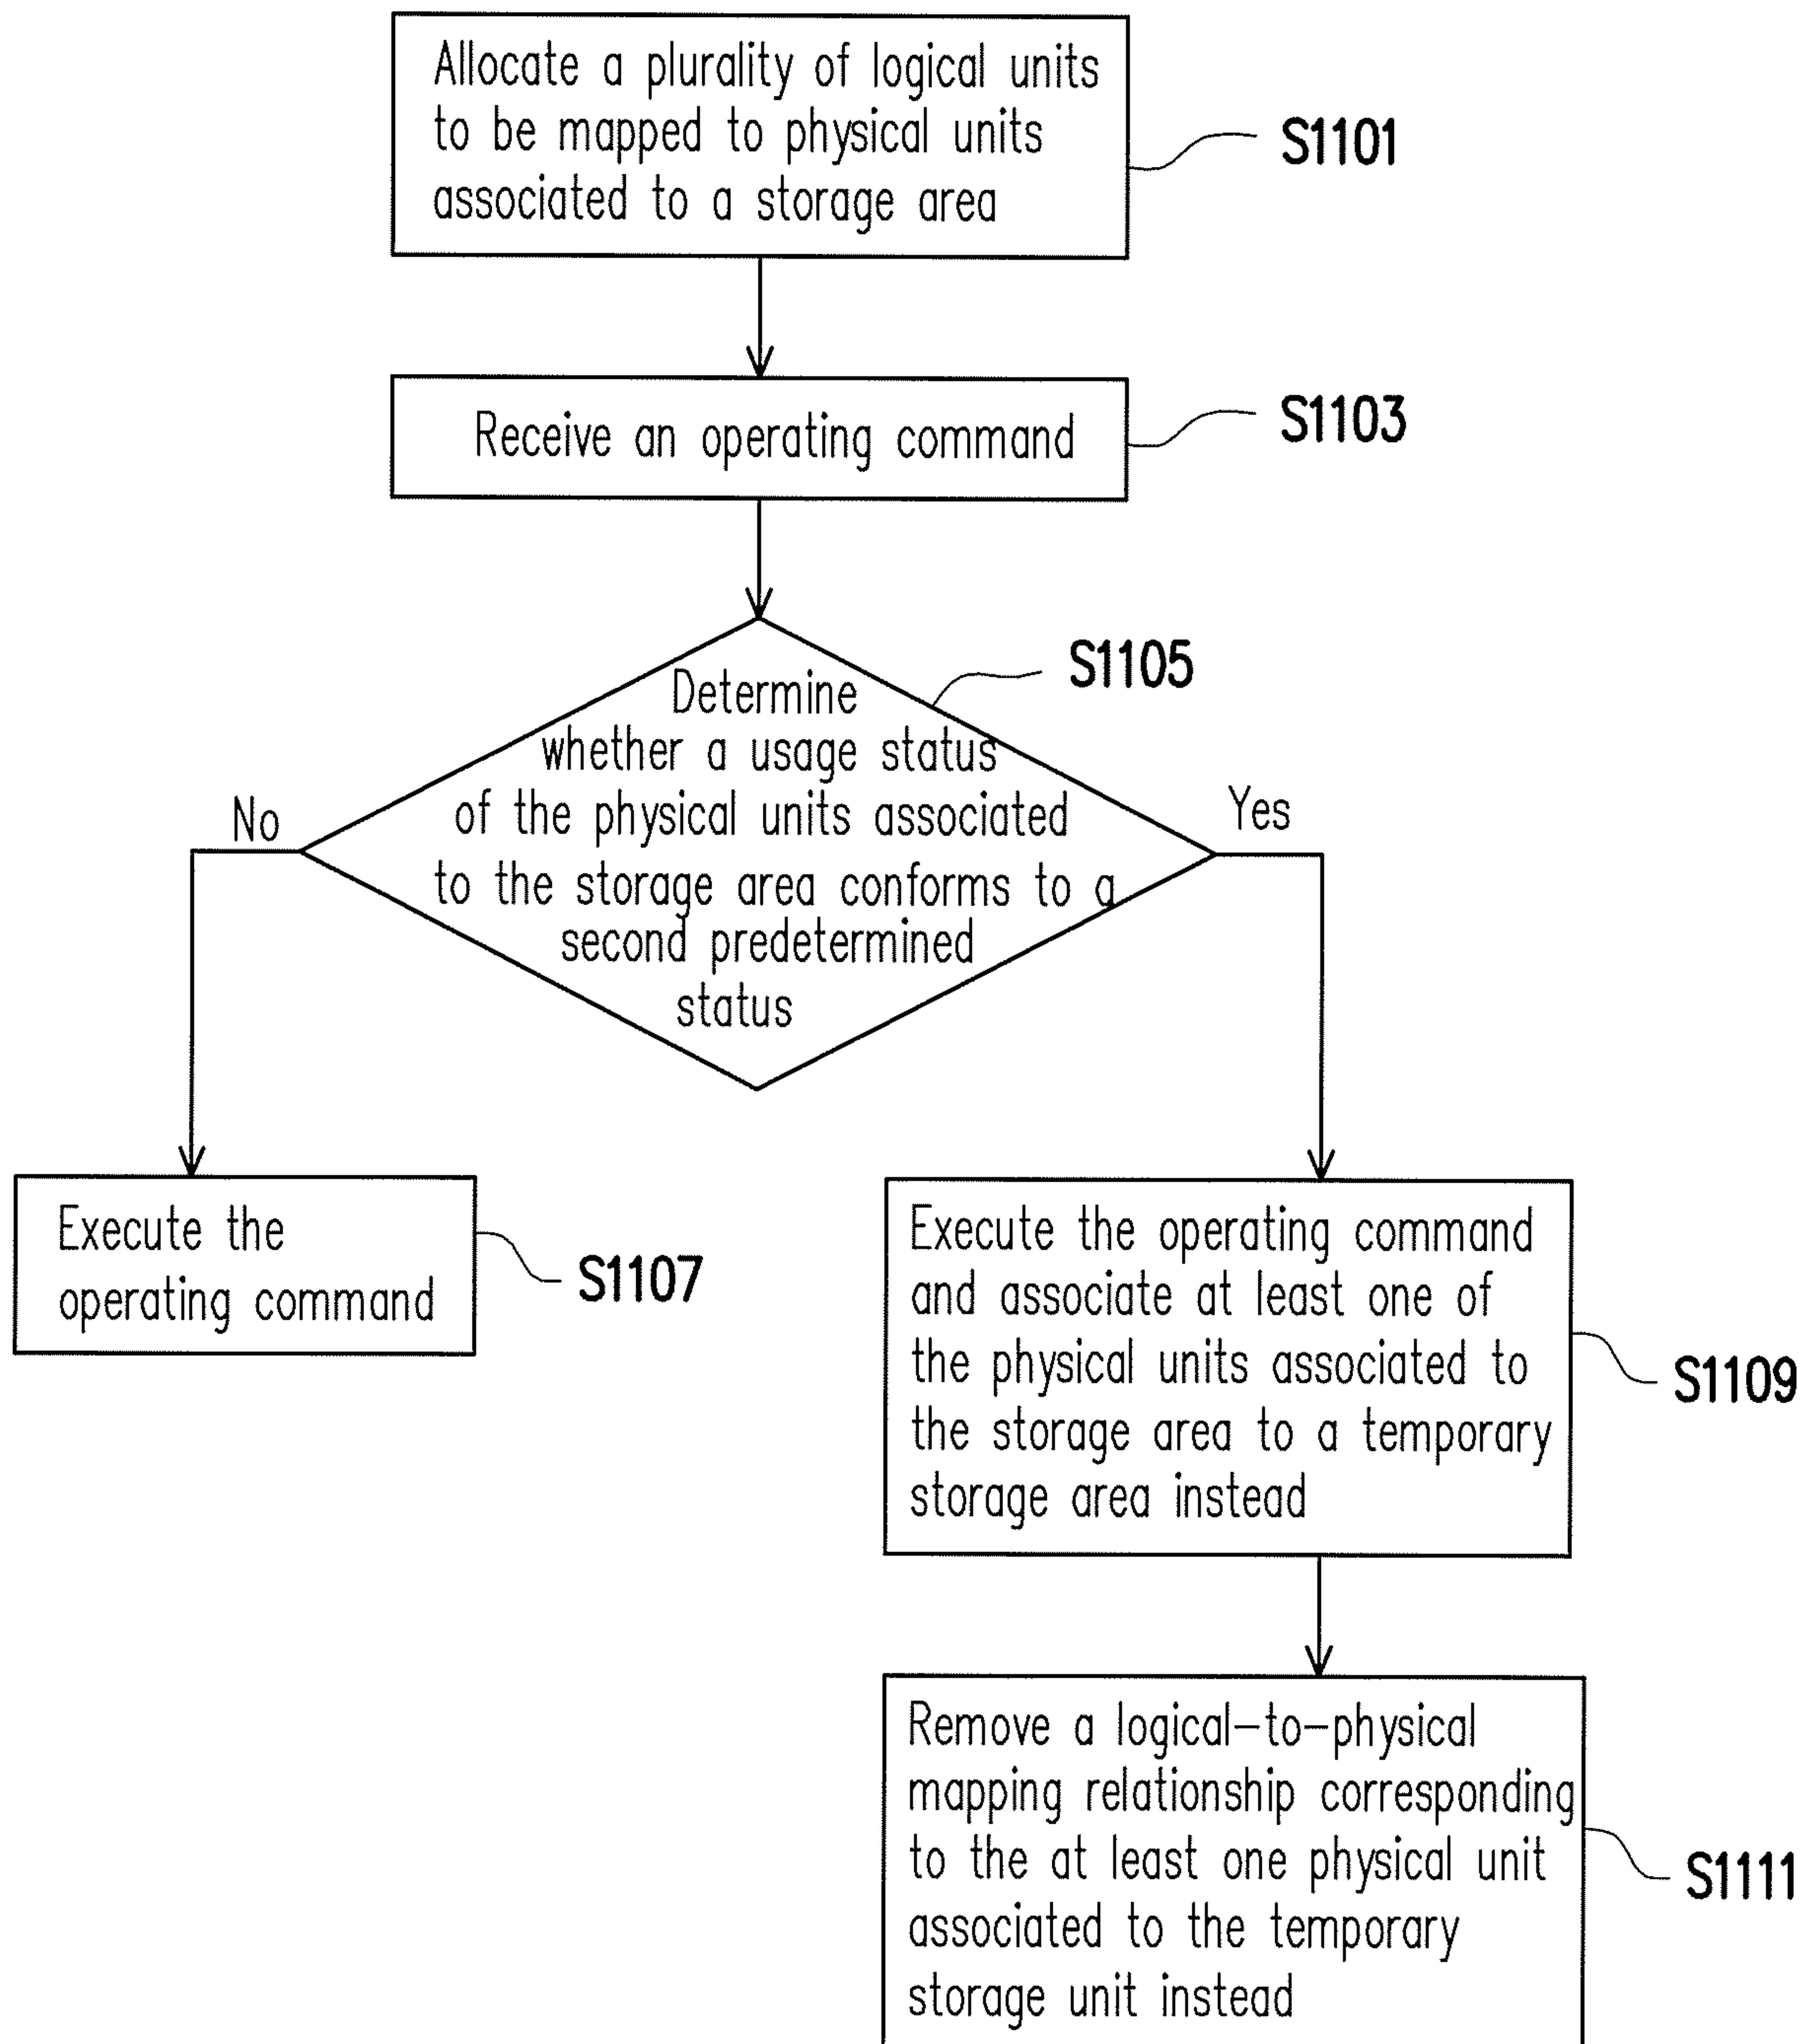 Allocate a plurality of logical units
to be mapped to physical units
associated to a storage area
S1101
Receive an operating command
S1103
Determine
whether a usage status
of the physical units associated
to the storage area conforms to a
second predetermined
status
S1105
No
Yes
Execute the
operating command
S1107
Execute the operating command
and associate at least one of
the physical units associated to
the storage area to a temporary
storage area instead
S1109
Remove a logical-to-physical
mapping relationship corresponding
to the at least one physical unit
associated to the temporary
storage unit instead
S1111